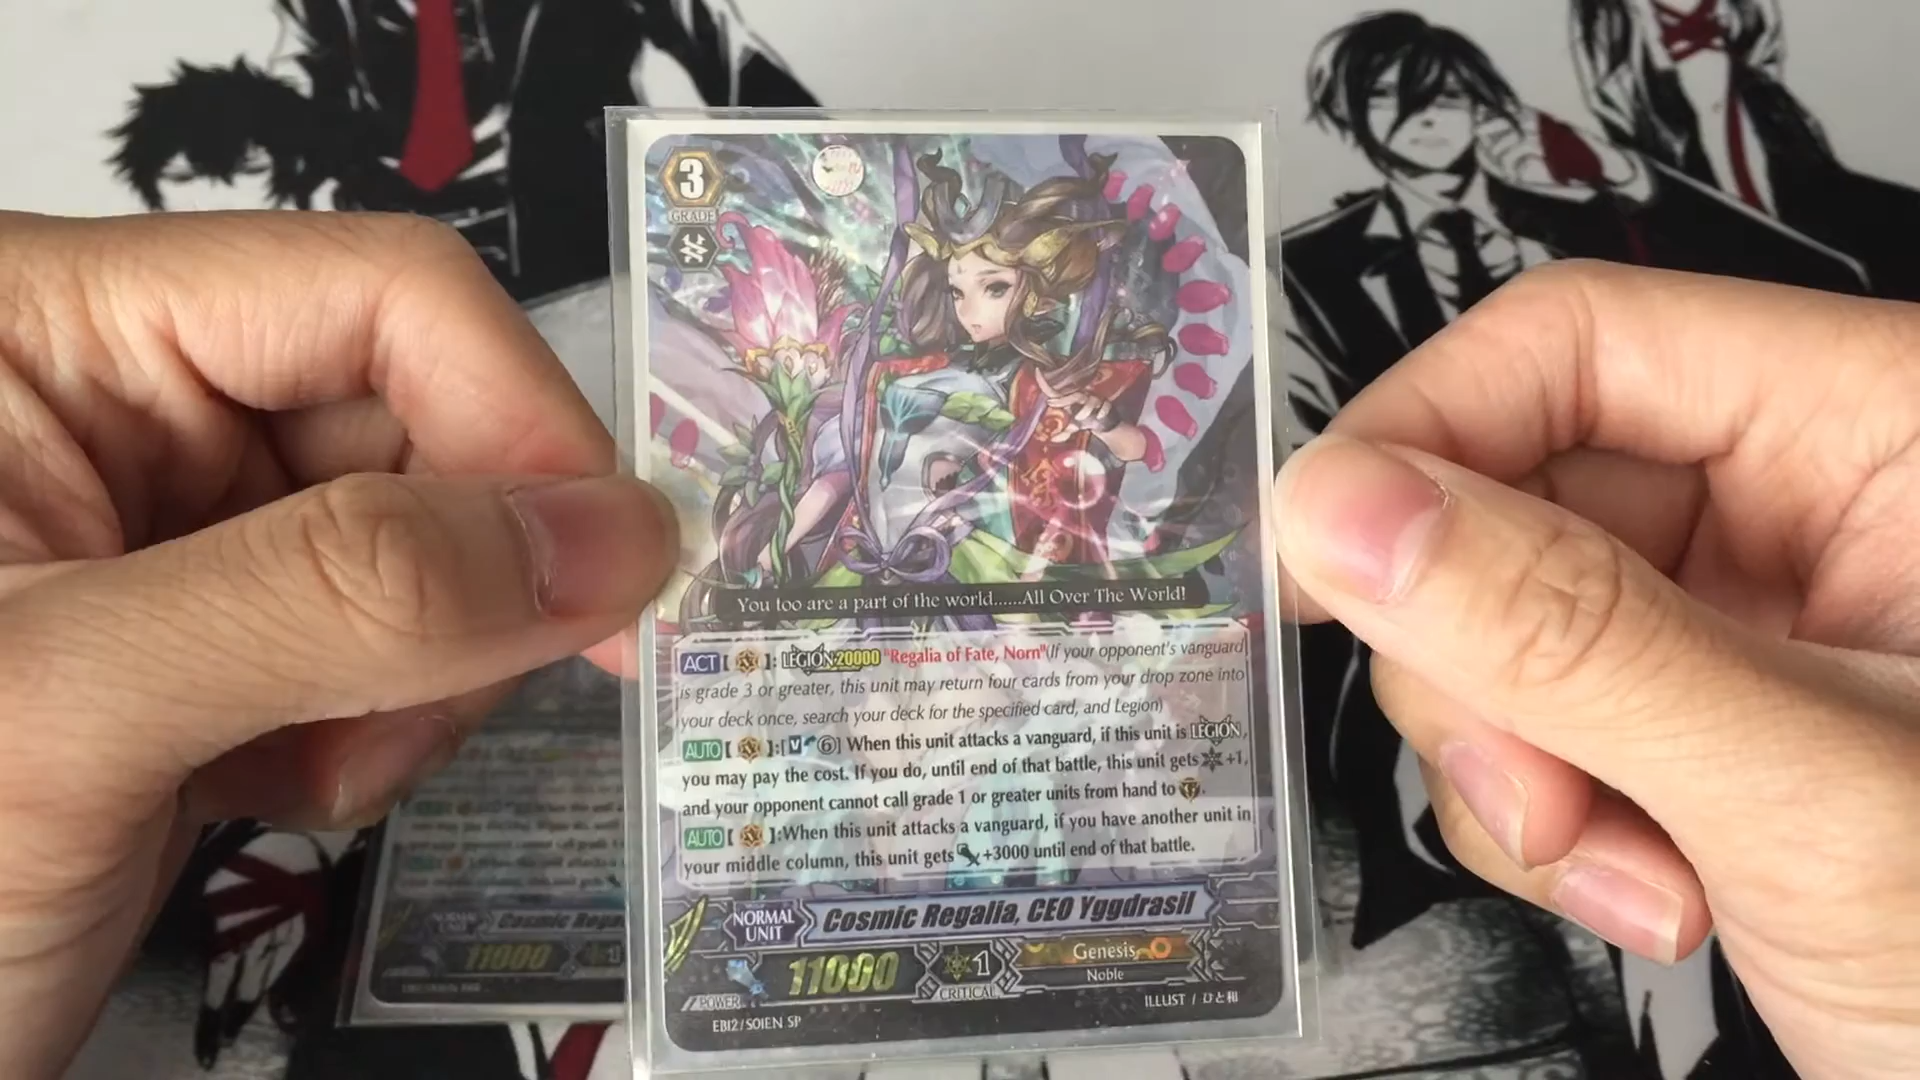 3
GRADE
You too are a part of the world......All Over The World!
ACT [ ]: LEGION 20000 "Regalia of Fate, Norn"(If your opponent's vanguard
is grade 3 or greater, this unit may return four cards from your drop zone into
your deck once, search your deck for the specified card, and Legion)
AUTO [ ]:[ V 6] When this unit attacks a vanguard, if this unit is LEGION,
you may pay the cost. If you do, until end of that battle, this unit gets +1,
and your opponent cannot call grade 1 or greater units from hand to G.
AUTO [ ]:When this unit attacks a vanguard, if you have another unit in
your middle column, this unit gets +3000 until end of that battle.
NORMAL
UNIT
Cosmic Regalia, CEO Yggdrasil
POWER
11000
1
CRITICAL
Genesis
Noble
EB12/S01EN SP
ILLUST / ひと和
NORMAL
UNIT
Cosmic Rega
11000
1